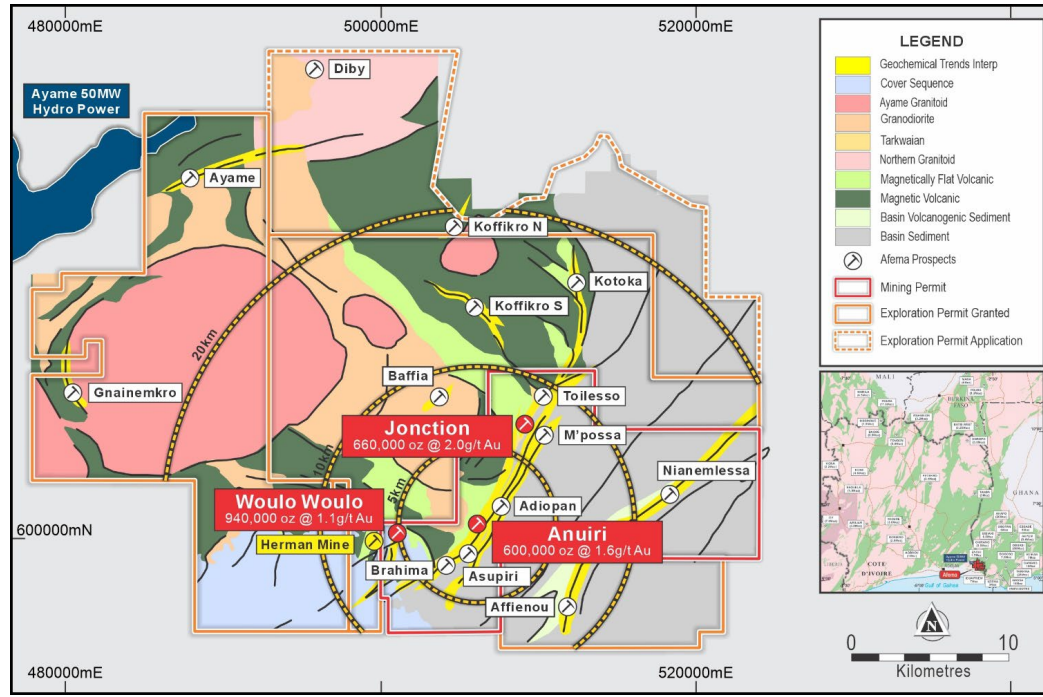 480000mE
500000mE
520000mE
Ayame 50MW
Hydro Power
Diby
Ayame
Koffikro N
Kotoka
Koffikro S
20km
Gnainemkro
Baffia
Toilesso
Jonction
660,000 oz @ 2.0g/t Au
M'possa
10km
Nianemlessa
5km
Woulo Woulo
940,000 oz @ 1.1g/t Au
Adiopan
600000mN
Herman Mine
Anuiri
600,000 oz @ 1.6g/t Au
Brahima
Asupiri
Affienou
480000mE
520000mE
LEGEND
Geochemical Trends Interp
Cover Sequence
Ayame Granitoid
Granodiorite
Tarkwaian
Northern Granitoid
Magnetically Flat Volcanic
Magnetic Volcanic
Basin Volcanogenic Sediment
Basin Sediment
Afema Prospects
Mining Permit
Exploration Permit Granted
Exploration Permit Application
MALI
BURKINA
FASO
GHANA
COTE
D'IVOIRE
Afema
Gulf of Guinea
N
0
10
Kilometres